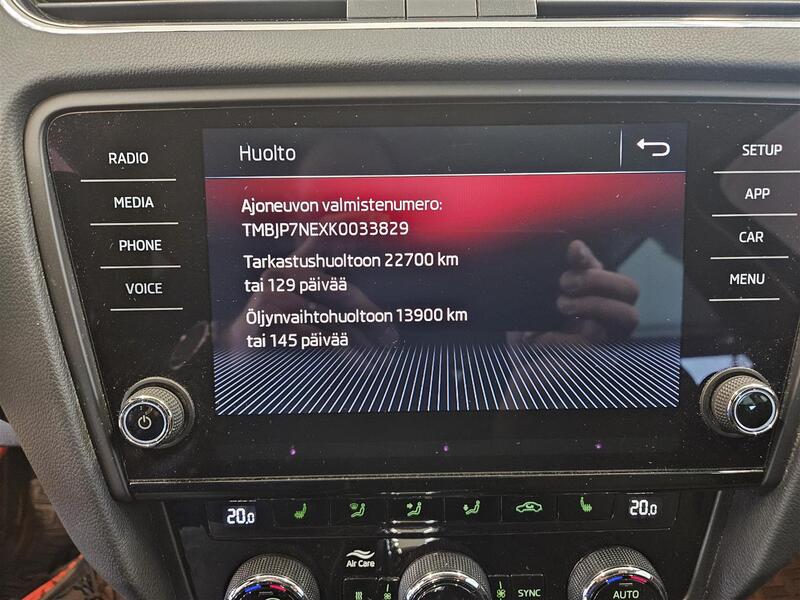 RADIO
MEDIA
PHONE
VOICE
Huolto
Ajoneuvon valmistenumero:
TMBJP7NEXK0033829
Tarkastushuoltoon 22700 km
tai 129 päivää
Öljynvaihtohuoltoon 13900 km
tai 145 päivää
SETUP
APP
CAR
MENU
20,0
20,0
Air Care
SYNC
AUTO